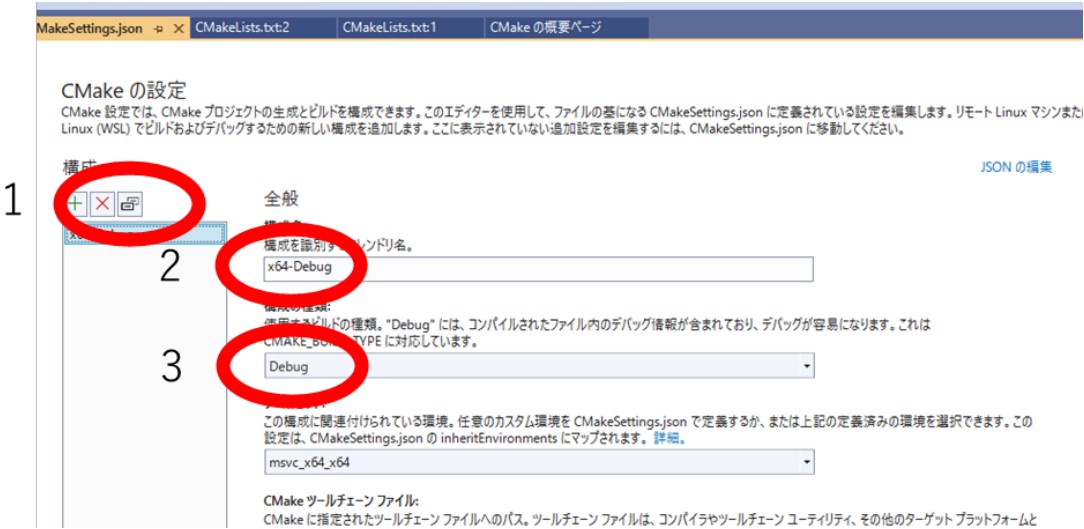 MakeSettings.json
CMakeLists.txt:2
CMakeLists.txt:1
CMake の概要ページ
CMake の設定
CMake 設定では、CMake プロジェクトの生成とビルドを構成できます。このエディターを使用して、ファイルの基になる CMakeSettings.json に定義されている設定を編集します。リモート Linux マシンまた
Linux (WSL) でビルドおよびデバッグするための新しい構成を追加します。ここに表示されていない追加設定を編集するには、CMakeSettings.json に移動してください。
構成
JSON の編集
1
全般
構成を識別す レンドリ名。
2
x64-Debug
構成の種類:
使用するビルドの種類。"Debug" には、コンパイルされたファイル内のデバッグ情報が含まれており、デバッグが容易になります。これは
CMAKE_BU TYPE に対応しています。
3
Debug
この構成に関連付けられている環境。任意のカスタム環境を CMakeSettings.json で定義するか、または上記の定義済みの環境を選択できます。この
設定は、CMakeSettings.json の inheritEnvironments にマップされます。 詳細。
msvc_x64_x64
CMake ツールチェーン ファイル:
CMake に指定されたツールチェーン ファイルへのパス。ツールチェーン ファイルは、コンパイラやツールチェーン ユーティリティ、その他のターゲット プラットフォームと